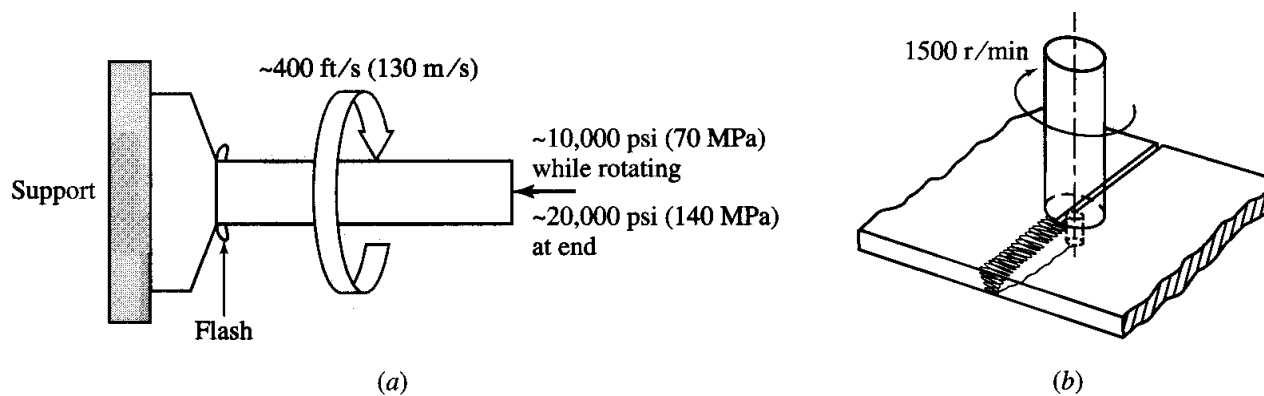 ~400 ft/s (130 m/s)
~10,000 psi (70 MPa)
while rotating
~20,000 psi (140 MPa)
at end
Support
Flash
(a)
1500 r/min
(b)